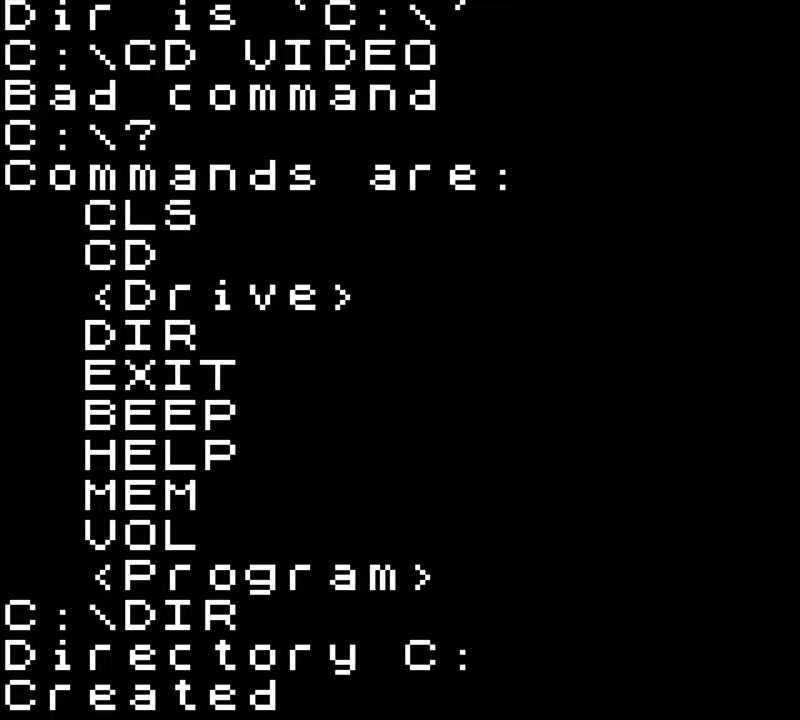 Dir is `C:\´
C:\CD VIDEO
Bad command
C:\?
Commands are:
CLS
CD
<Drive>
DIR
EXIT
BEEP
HELP
MEM
VOL
<Program>
C:\DIR
Directory C:
Created